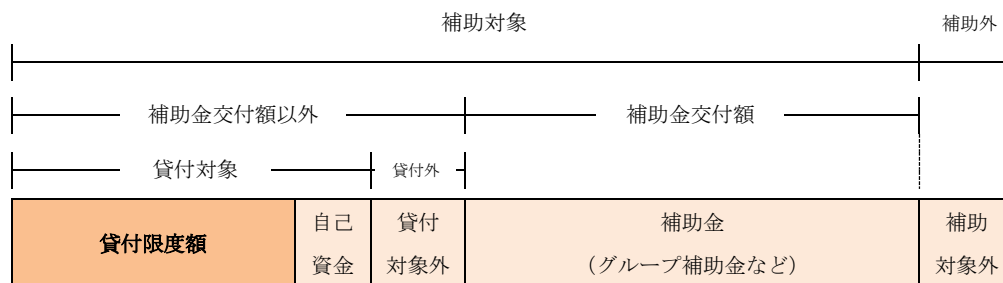 補助対象
補助外
補助金交付額以外
補助金交付額
貸付対象
貸付外
貸付限度額
自己
資金
貸付
対象外
補助金
(グループ補助金など)
補助
対象外